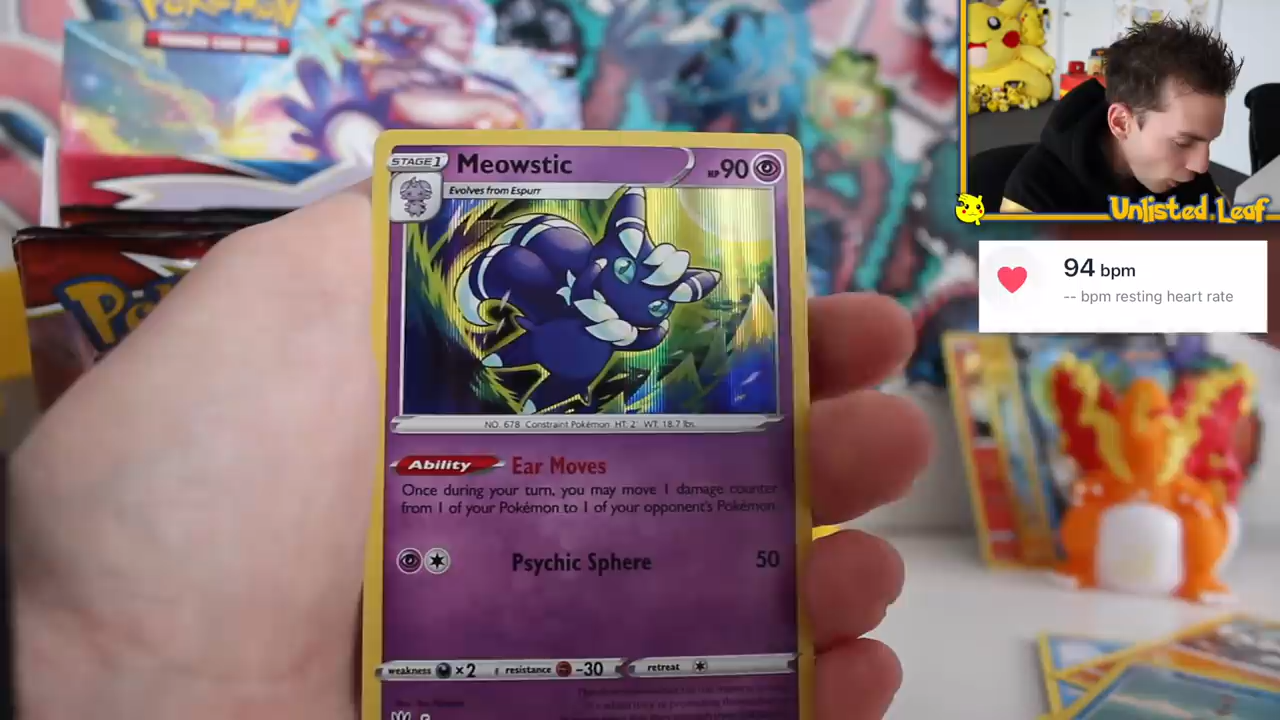 POKÉMON
STAGE 1
Meowstic
HP 90
Evolves from Espurr
NO. 678 Constraint Pokémon HT: 2' WT: 18.7 lbs.
Ability Ear Moves
Once during your turn, you may move 1 damage counter
from 1 of your Pokémon to 1 of your opponent's Pokémon.
Psychic Sphere 50
weakness ×2 resistance -30 retreat
Unlisted Leaf
94 bpm
-- bpm resting heart rate